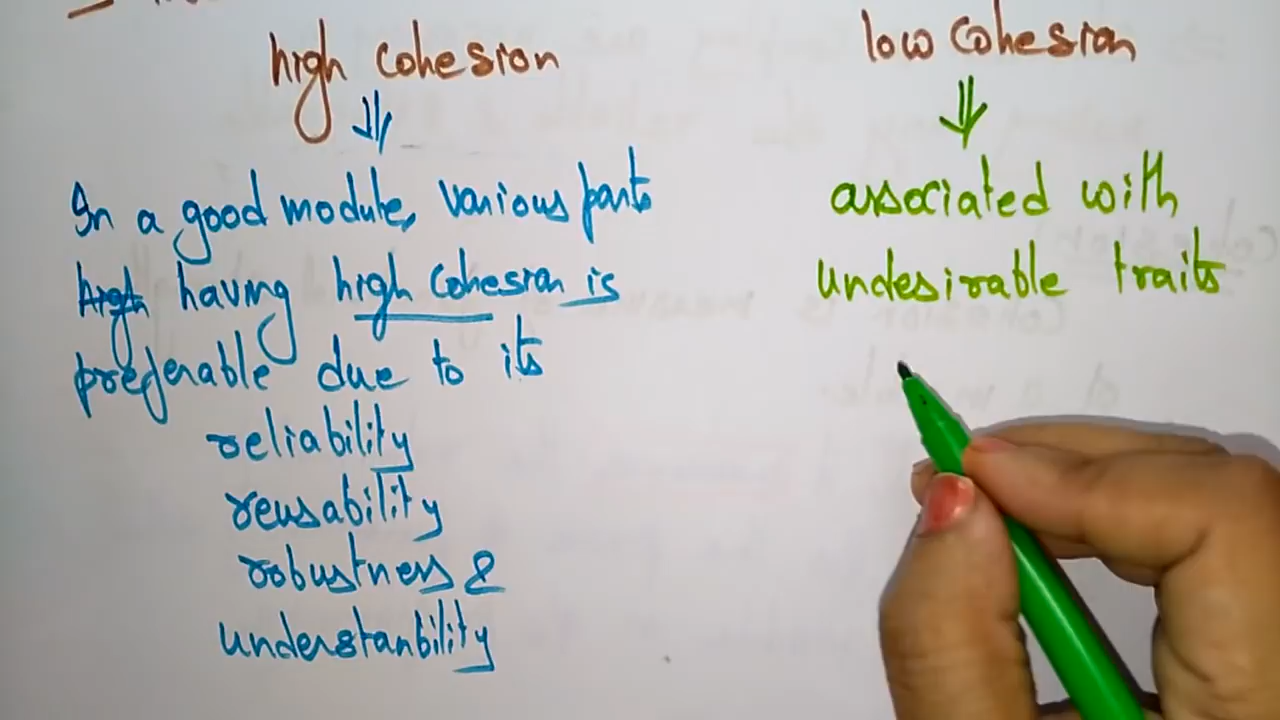 high cohesion
In a good module, various parts
having high cohesion is
preferable due to its
reliability
reusability
robustness &
understanbility
low cohesion
associated with
undesirable traits